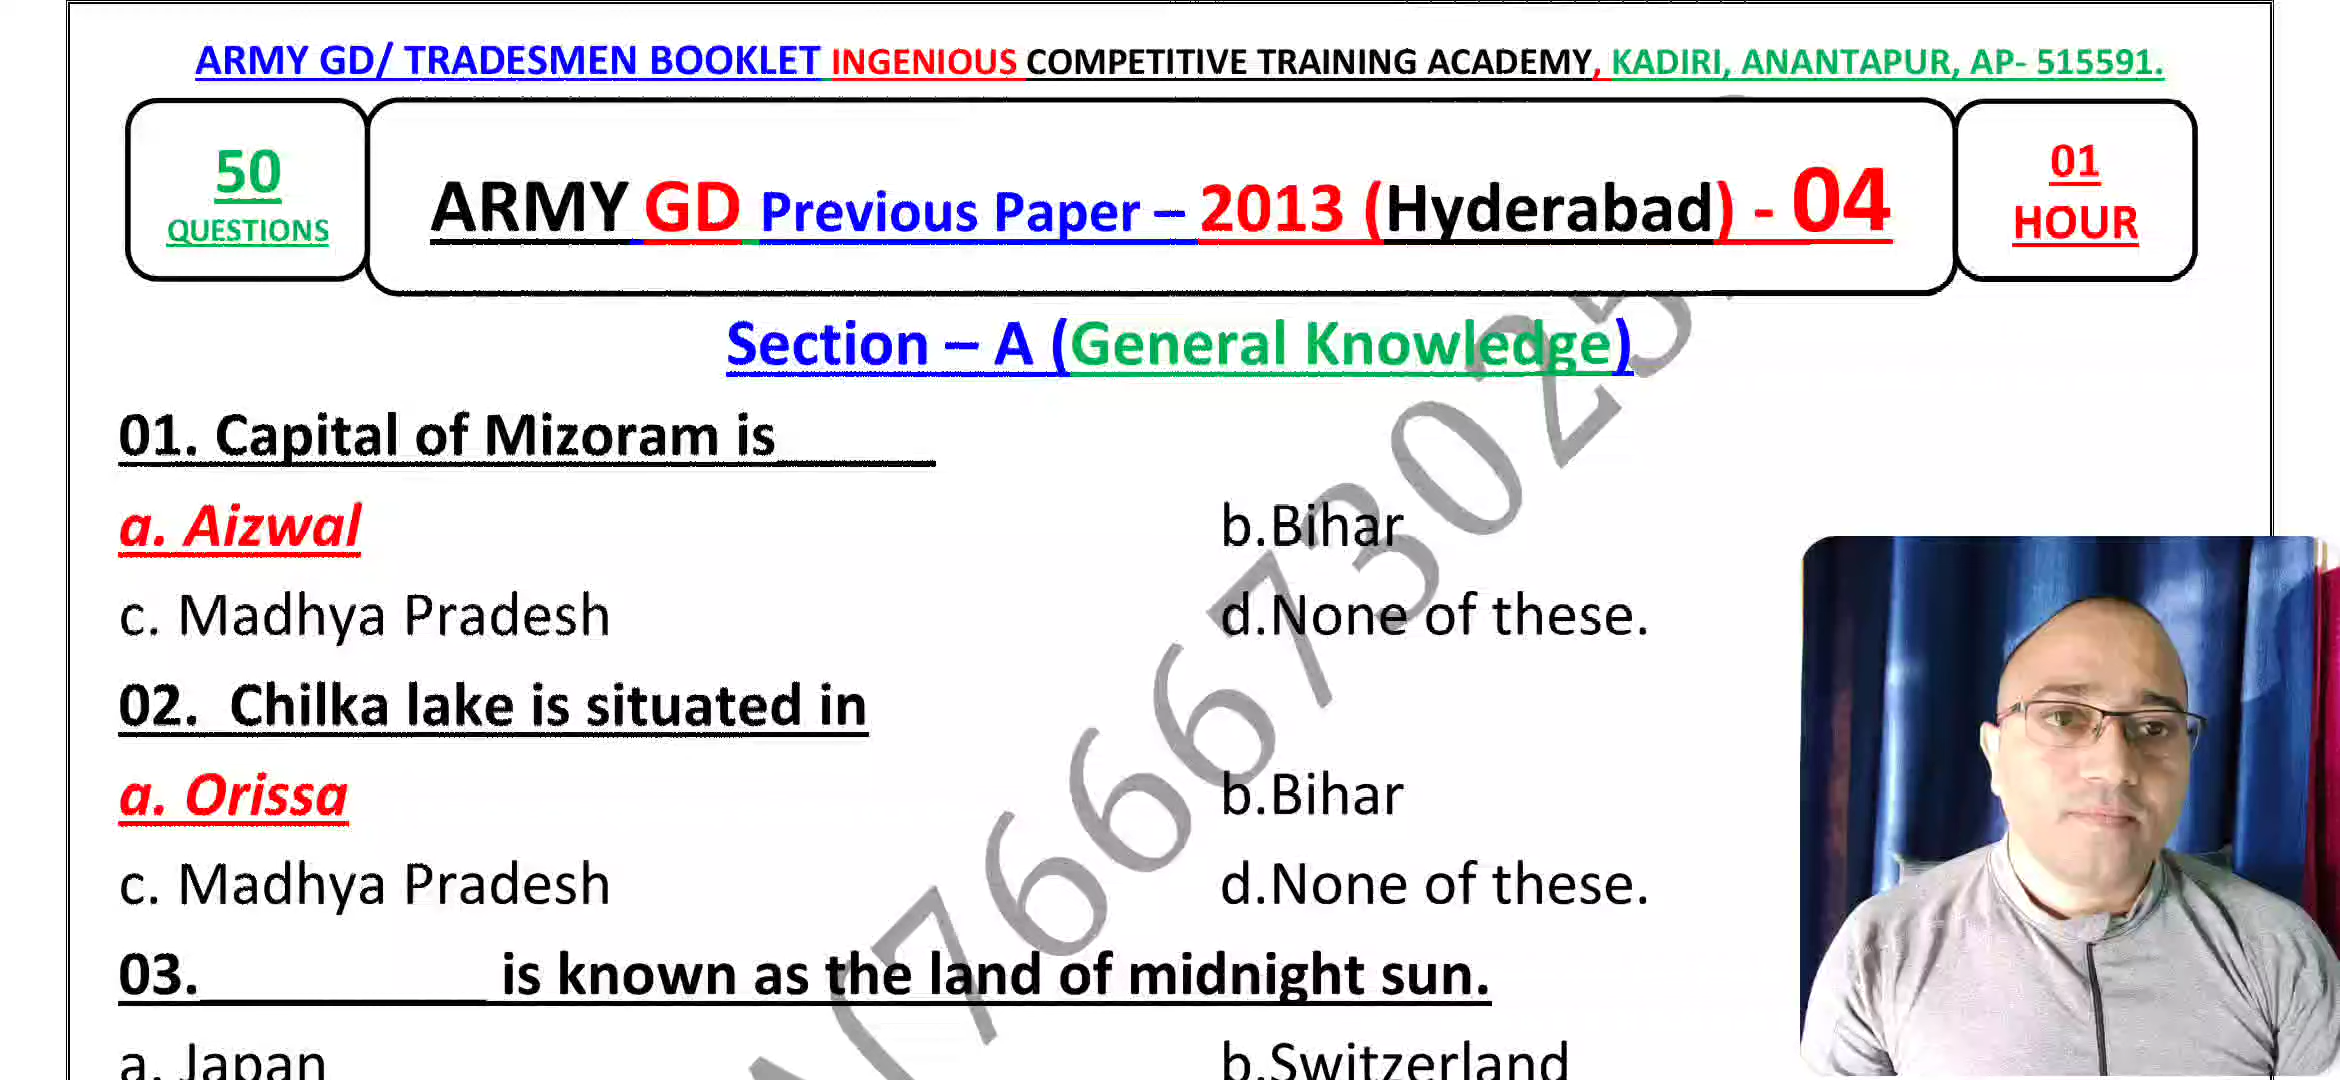 ARMY GD/ TRADESMEN BOOKLET INGENIOUS COMPETITIVE TRAINING ACADEMY, KADIRI, ANANTAPUR, AP- 515591.
50
QUESTIONS
ARMY GD Previous Paper – 2013 (Hyderabad) - 04
01
HOUR
Section – A (General Knowledge)
01. Capital of Mizoram is______
a. Aizwal b.Bihar
c. Madhya Pradesh d.None of these.
02. Chilka lake is situated in
a. Orissa b.Bihar
c. Madhya Pradesh d.None of these.
03.___________ is known as the land of midnight sun.
a. Japan b.Switzerland